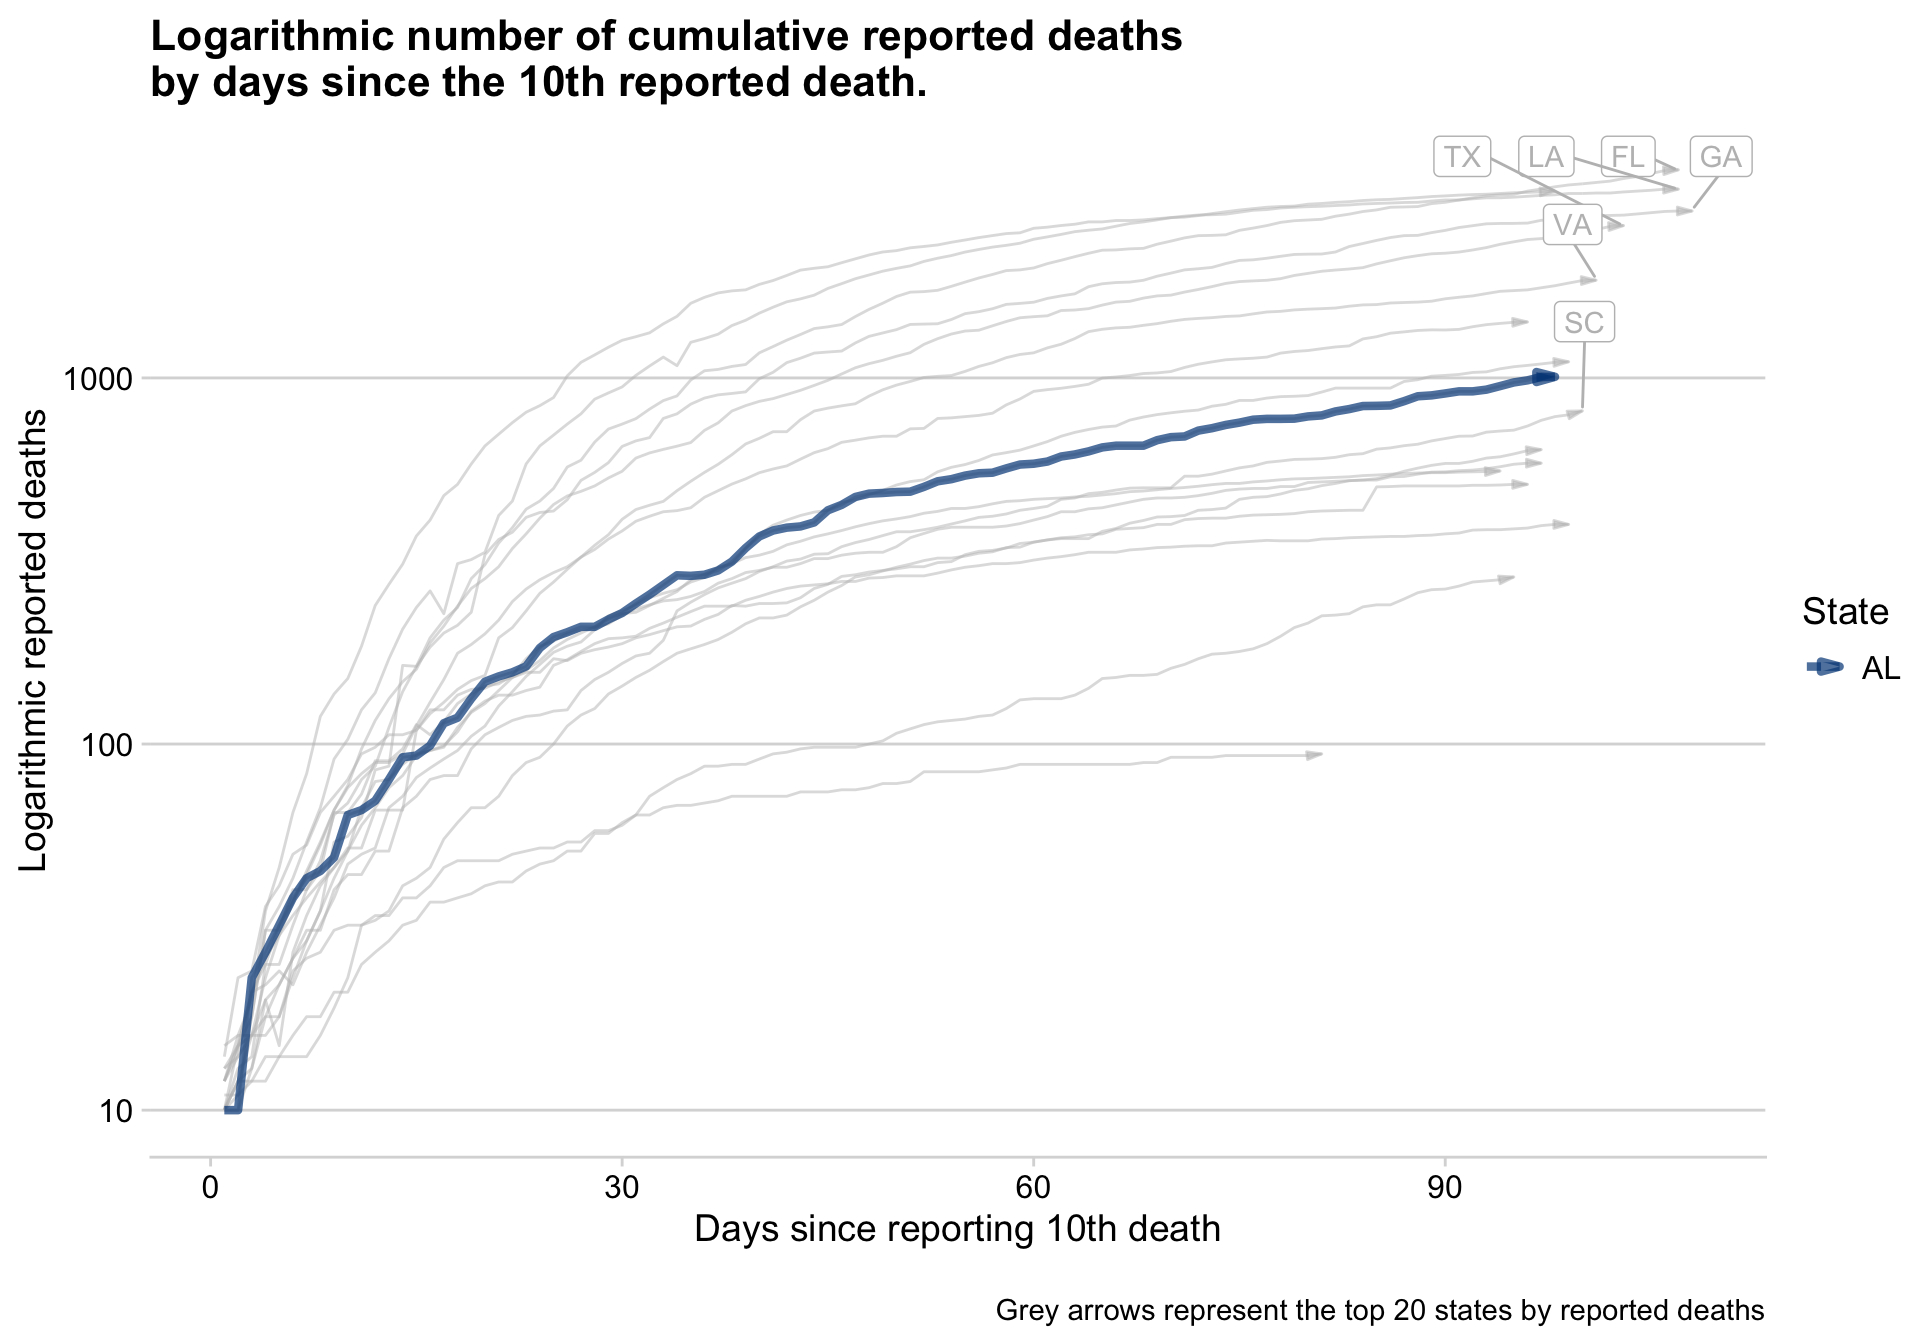 Logarithmic number of cumulative reported deaths
by days since the 10th reported death.
TX
LA
FL
GA
VA
SC
1000
100
10
Logarithmic reported deaths
0
30
60
90
Days since reporting 10th death
State
AL
Grey arrows represent the top 20 states by reported deaths